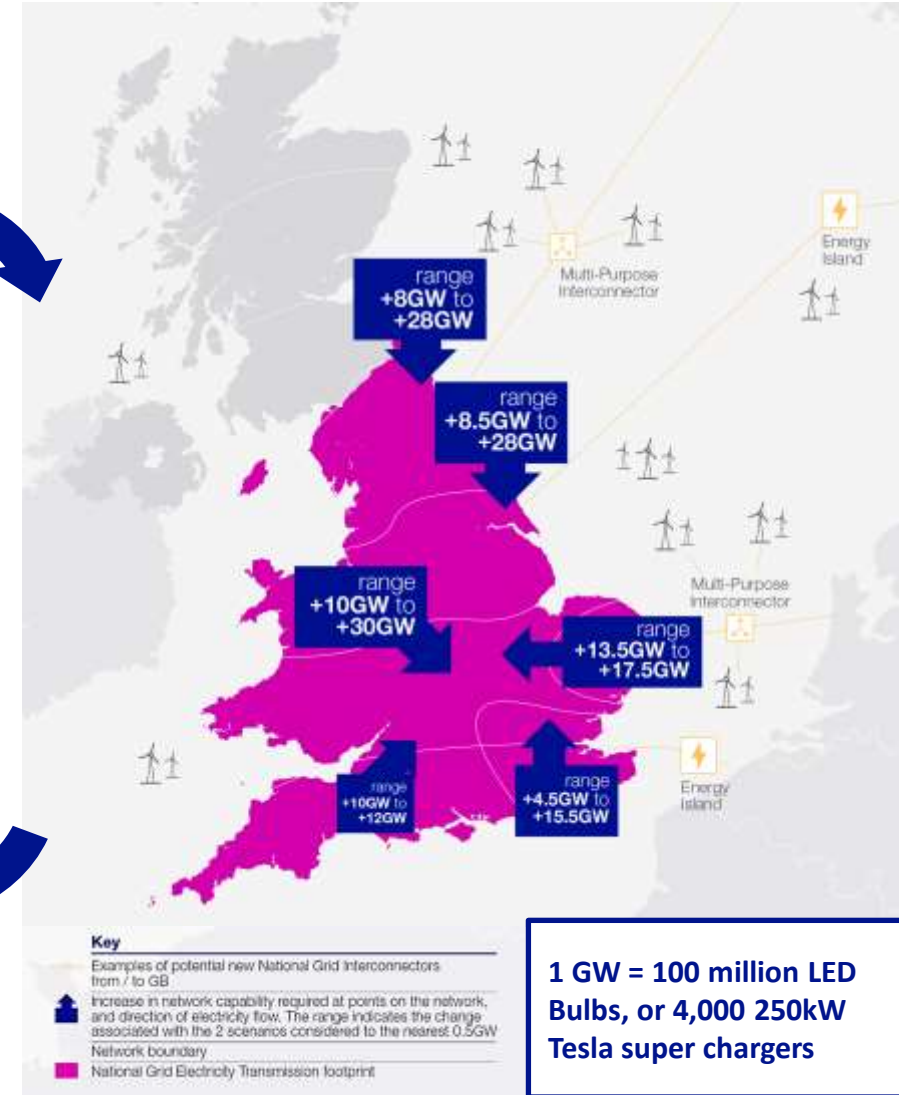 Energy
Island
Multi-Purpose
Interconnector
range
+8GW to
+28GW
range
+8.5GW to
+28GW
Multi-Purpose
Interconnector
range
+10GW to
+30GW
range
+13.5GW to
+17.5GW
range
+10GW to
+12GW
range
+4.5GW to
+15.5GW
Energy
Island
Key
Examples of potential new National Grid Interconnectors
from / to GB
Increase in network capability required at points on the network,
and direction of electricity flow. The range indicates the change
associated with the 2 scenarios considered to the nearest 0.5GW
Network boundary
National Grid Electricity Transmission footprint
1 GW = 100 million LED
Bulbs, or 4,000 250kW
Tesla super chargers